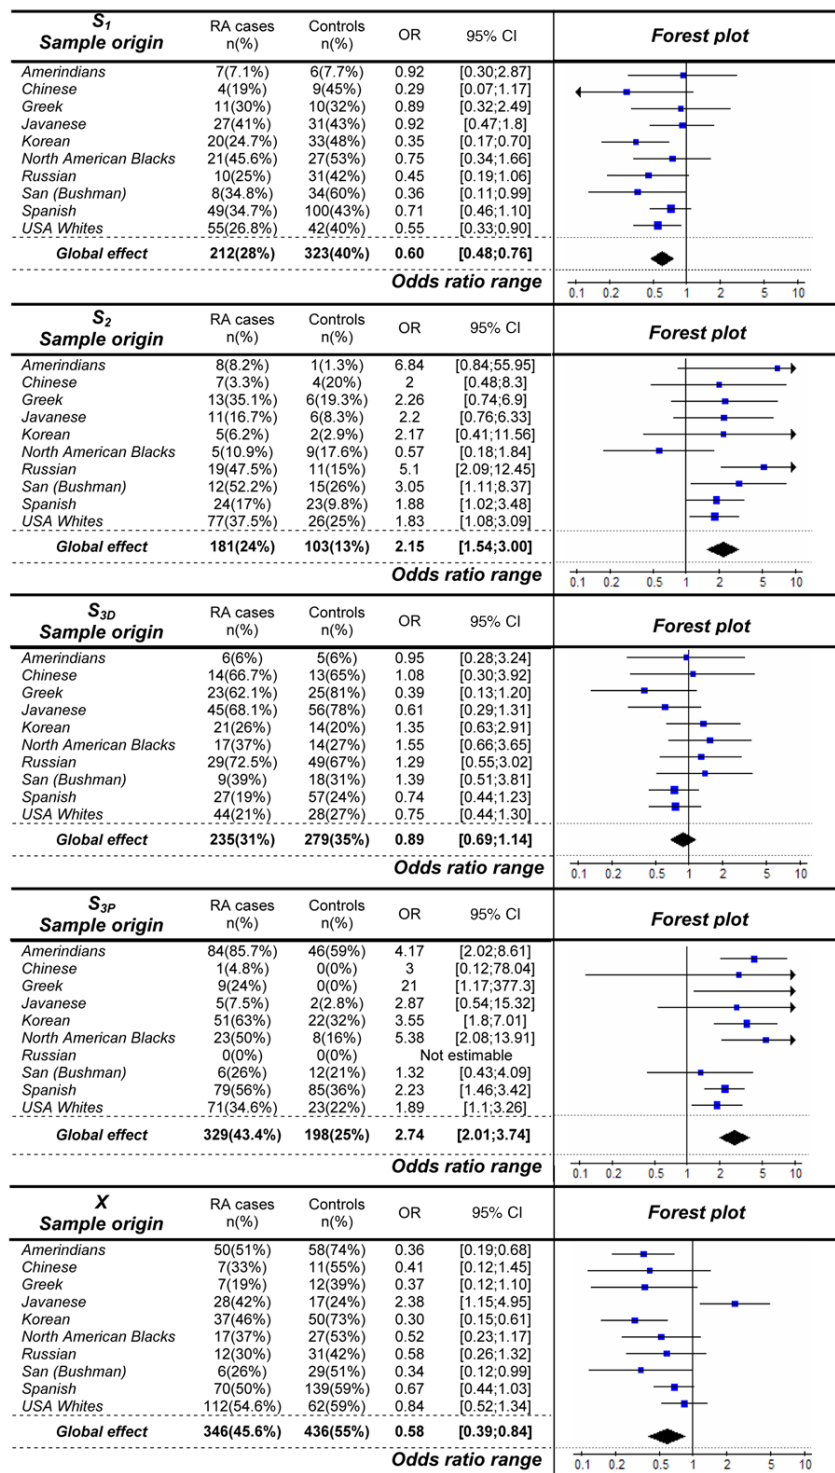 S1 Sample origin RA cases n(%) Controls n(%) OR 95% CI Forest plot
Amerindians 7(7.1%) 6(7.7%) 0.92 [0.30;2.87]
Chinese 4(19%) 9(45%) 0.29 [0.07;1.17]
Greek 11(30%) 10(32%) 0.89 [0.32;2.49]
Javanese 27(41%) 31(43%) 0.92 [0.47;1.8]
Korean 20(24.7%) 33(48%) 0.35 [0.17;0.70]
North American Blacks 21(45.6%) 27(53%) 0.75 [0.34;1.66]
Russian 10(25%) 31(42%) 0.45 [0.19;1.06]
San (Bushman) 8(34.8%) 34(60%) 0.36 [0.11;0.99]
Spanish 49(34.7%) 100(43%) 0.71 [0.46;1.10]
USA Whites 55(26.8%) 42(40%) 0.55 [0.33;0.90]
Global effect 212(28%) 323(40%) 0.60 [0.48;0.76]
Odds ratio range 0.1 0.2 0.5 1 2 5 10
S2 Sample origin RA cases n(%) Controls n(%) OR 95% CI Forest plot
Amerindians 8(8.2%) 1(1.3%) 6.84 [0.84;55.95]
Chinese 7(3.3%) 4(20%) 2 [0.48;8.3]
Greek 13(35.1%) 6(19.3%) 2.26 [0.74;6.9]
Javanese 11(16.7%) 6(8.3%) 2.2 [0.76;6.33]
Korean 5(6.2%) 2(2.9%) 2.17 [0.41;11.56]
North American Blacks 5(10.9%) 9(17.6%) 0.57 [0.18;1.84]
Russian 19(47.5%) 11(15%) 5.1 [2.09;12.45]
San (Bushman) 12(52.2%) 15(26%) 3.05 [1.11;8.37]
Spanish 24(17%) 23(9.8%) 1.88 [1.02;3.48]
USA Whites 77(37.5%) 26(25%) 1.83 [1.08;3.09]
Global effect 181(24%) 103(13%) 2.15 [1.54;3.00]
Odds ratio range 0.1 0.2 0.5 1 2 5 10
S3D Sample origin RA cases n(%) Controls n(%) OR 95% CI Forest plot
Amerindians 6(6%) 5(6%) 0.95 [0.28;3.24]
Chinese 14(66.7%) 13(65%) 1.08 [0.30;3.92]
Greek 23(62.1%) 25(81%) 0.39 [0.13;1.20]
Javanese 45(68.1%) 56(78%) 0.61 [0.29;1.31]
Korean 21(26%) 14(20%) 1.35 [0.63;2.91]
North American Blacks 17(37%) 14(27%) 1.55 [0.66;3.65]
Russian 29(72.5%) 49(67%) 1.29 [0.55;3.02]
San (Bushman) 9(39%) 18(31%) 1.39 [0.51;3.81]
Spanish 27(19%) 57(24%) 0.74 [0.44;1.23]
USA Whites 44(21%) 28(27%) 0.75 [0.44;1.30]
Global effect 235(31%) 279(35%) 0.89 [0.69;1.14]
Odds ratio range 0.1 0.2 0.5 1 2 5 10
S3P Sample origin RA cases n(%) Controls n(%) OR 95% CI Forest plot
Amerindians 84(85.7%) 46(59%) 4.17 [2.02;8.61]
Chinese 1(4.8%) 0(0%) 3 [0.12;78.04]
Greek 9(24%) 0(0%) 21 [1.17;377.3]
Javanese 5(7.5%) 2(2.8%) 2.87 [0.54;15.32]
Korean 51(63%) 22(32%) 3.55 [1.8;7.01]
North American Blacks 23(50%) 8(16%) 5.38 [2.08;13.91]
Russian 0(0%) 0(0%) Not estimable
San (Bushman) 6(26%) 12(21%) 1.32 [0.43;4.09]
Spanish 79(56%) 85(36%) 2.23 [1.46;3.42]
USA Whites 71(34.6%) 23(22%) 1.89 [1.1;3.26]
Global effect 329(43.4%) 198(25%) 2.74 [2.01;3.74]
Odds ratio range 0.1 0.2 0.5 1 2 5 10
X Sample origin RA cases n(%) Controls n(%) OR 95% CI Forest plot
Amerindians 50(51%) 58(74%) 0.36 [0.19;0.68]
Chinese 7(33%) 11(55%) 0.41 [0.12;1.45]
Greek 7(19%) 12(39%) 0.37 [0.12;1.10]
Javanese 28(42%) 17(24%) 2.38 [1.15;4.95]
Korean 37(46%) 50(73%) 0.30 [0.15;0.61]
North American Blacks 17(37%) 27(53%) 0.52 [0.23;1.17]
Russian 12(30%) 31(42%) 0.58 [0.26;1.32]
San (Bushman) 6(26%) 29(51%) 0.34 [0.12;0.99]
Spanish 70(50%) 139(59%) 0.67 [0.44;1.03]
USA Whites 112(54.6%) 62(59%) 0.84 [0.52;1.34]
Global effect 346(45.6%) 436(55%) 0.58 [0.39;0.84]
Odds ratio range 0.1 0.2 0.5 1 2 5 10